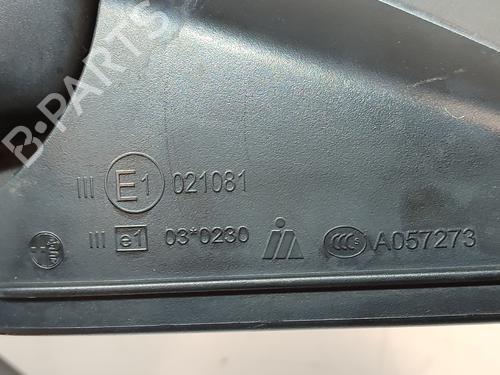 B-PARTS
III E1 021081
III e1 03*0230 CCC S A057273